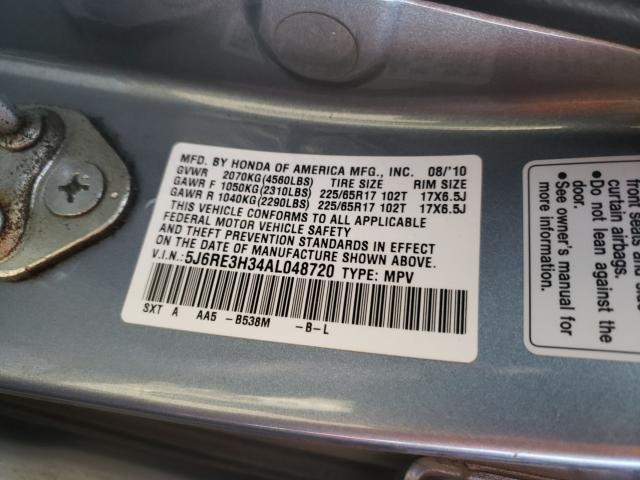 MFD. BY HONDA OF AMERICA MFG., INC. 08/'10
GVWR 2070KG(4560LBS) TIRE SIZE RIM SIZE
GAWR F 1050KG(2310LBS) 225/65R17 102T 17X6.5J
GAWR R 1040KG(2290LBS) 225/65R17 102T 17X6.5J
THIS VEHICLE CONFORMS TO ALL APPLICABLE
FEDERAL MOTOR VEHICLE SAFETY
AND THEFT PREVENTION STANDARDS IN EFFECT
ON THE DATE OF MANUFACTURE SHOWN ABOVE.
V.I.N.:5J6RE3H34AL048720 TYPE: MPV
SXT A AA5 -B538M -B-L
curtain airbags.
•Do not lean against the
door.
•See owner's manual
for more
information.